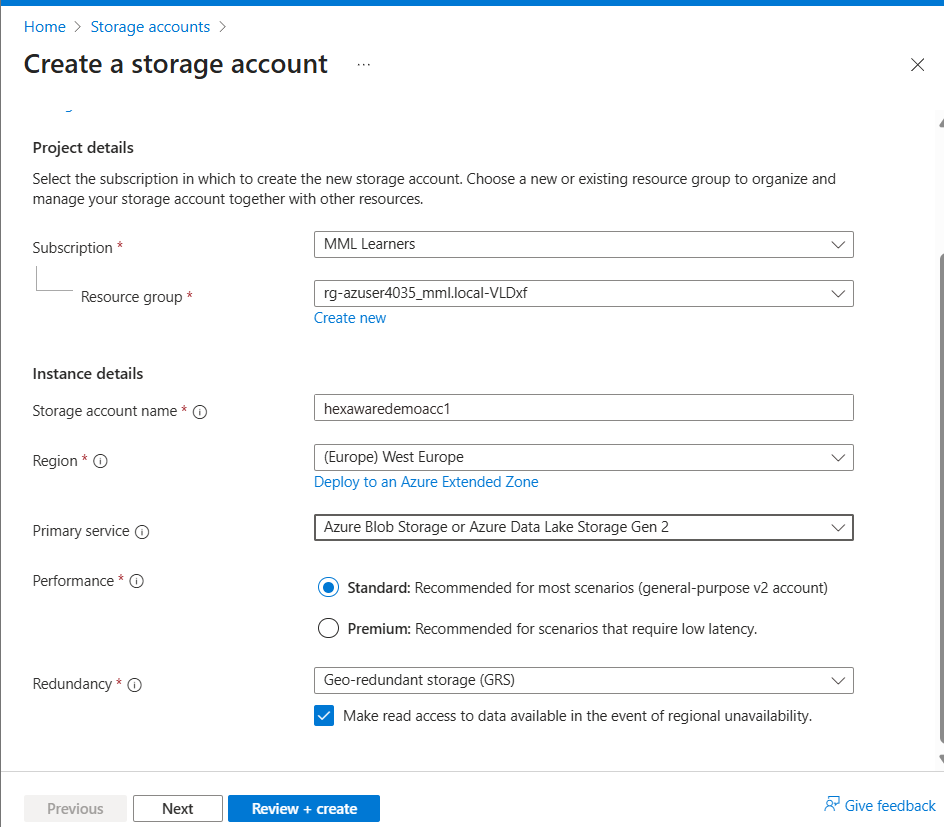 Home > Storage accounts >
Create a storage account ...
Project details
Select the subscription in which to create the new storage account. Choose a new or existing resource group to organize and
manage your storage account together with other resources.
Subscription * MML Learners
Resource group * rg-azuser4035_mml.local-VLDxf
Create new
Instance details
Storage account name * hexawaredemoacc1
Region * (Europe) West Europe
Deploy to an Azure Extended Zone
Primary service Azure Blob Storage or Azure Data Lake Storage Gen 2
Performance * Standard: Recommended for most scenarios (general-purpose v2 account)
Premium: Recommended for scenarios that require low latency.
Redundancy * Geo-redundant storage (GRS)
Make read access to data available in the event of regional unavailability.
Previous Next Review + create Give feedback